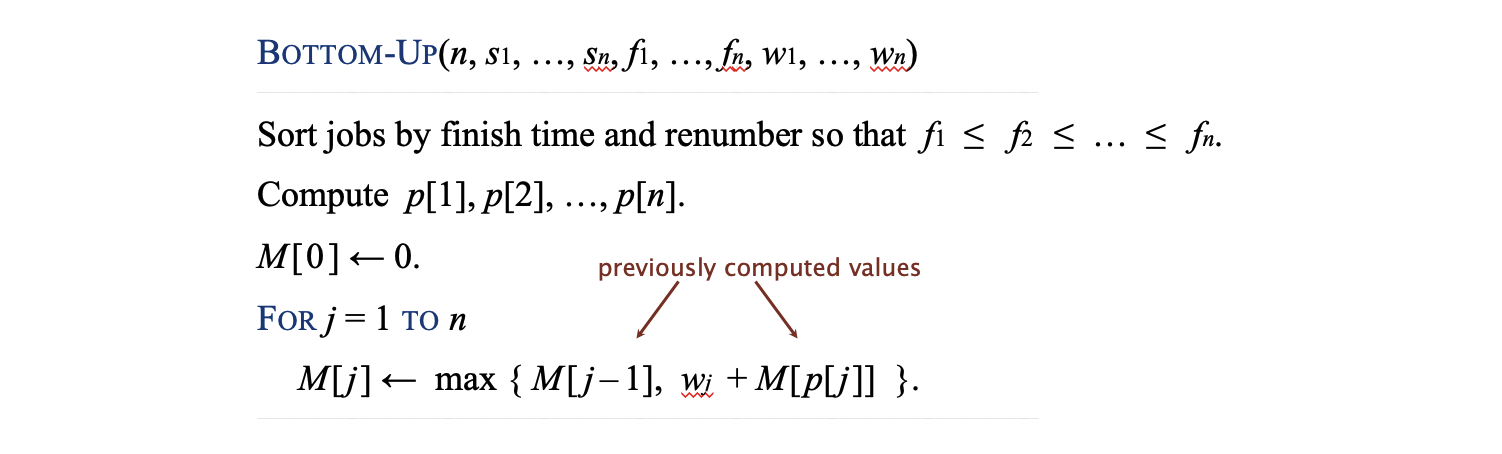 BOTTOM-UP(n, s1, …, sn, f1, …, fn, w1, …, wn)
Sort jobs by finish time and renumber so that f1 ≤ f2 ≤ … ≤ fn.
Compute p[1], p[2], …, p[n].
M[0] ← 0.
previously computed values
FOR j = 1 TO n
M[j] ← max { M[j–1], wj + M[p[j]] }.